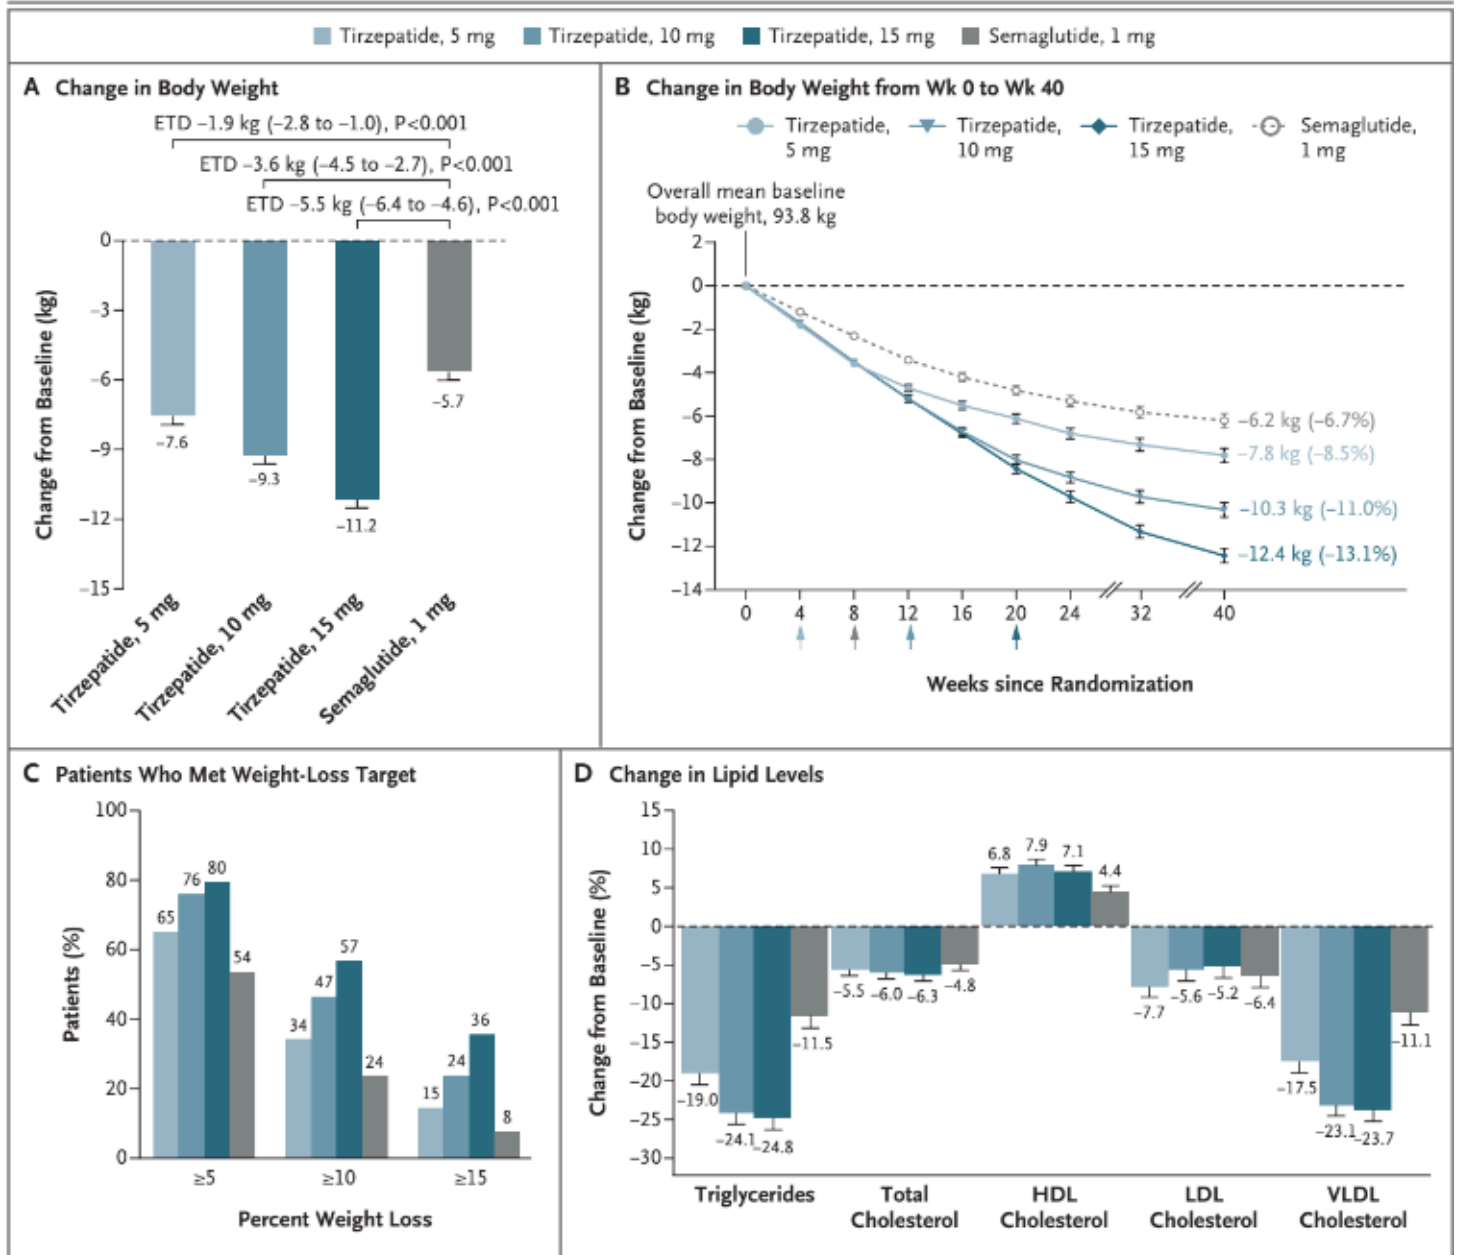 Tirzepatide, 5 mg Tirzepatide, 10 mg Tirzepatide, 15 mg Semaglutide, 1 mg
A Change in Body Weight
ETD –1.9 kg (–2.8 to –1.0), P<0.001
ETD –3.6 kg (–4.5 to –2.7), P<0.001
ETD –5.5 kg (–6.4 to –4.6), P<0.001
Change from Baseline (kg)
0
–3
–6
–9
–12
–15
–7.6
–9.3
–11.2
–5.7
Tirzepatide, 5 mg
Tirzepatide, 10 mg
Tirzepatide, 15 mg
Semaglutide, 1 mg
B Change in Body Weight from Wk 0 to Wk 40
Tirzepatide,
5 mg
Tirzepatide,
10 mg
Tirzepatide,
15 mg
Semaglutide,
1 mg
Overall mean baseline
body weight, 93.8 kg
Change from Baseline (kg)
2
0
–2
–4
–6
–8
–10
–12
–14
–6.2 kg (–6.7%)
–7.8 kg (–8.5%)
–10.3 kg (–11.0%)
–12.4 kg (–13.1%)
0 4 8 12 16 20 24 32 40
Weeks since Randomization
C Patients Who Met Weight-Loss Target
Patients (%)
100
80
60
40
20
0
65 76 80 54
34 47 57 24
15 24 36 8
≥5 ≥10 ≥15
Percent Weight Loss
D Change in Lipid Levels
Change from Baseline (%)
15
10
5
0
–5
–10
–15
–20
–25
–30
–19.0 –24.1 –24.8 –11.5
–5.5 –6.0 –6.3 –4.8
6.8 7.9 7.1 4.4
–7.7 –5.6 –5.2 –6.4
–17.5 –23.1 –23.7 –11.1
Triglycerides
Total
Cholesterol
HDL
Cholesterol
LDL
Cholesterol
VLDL
Cholesterol